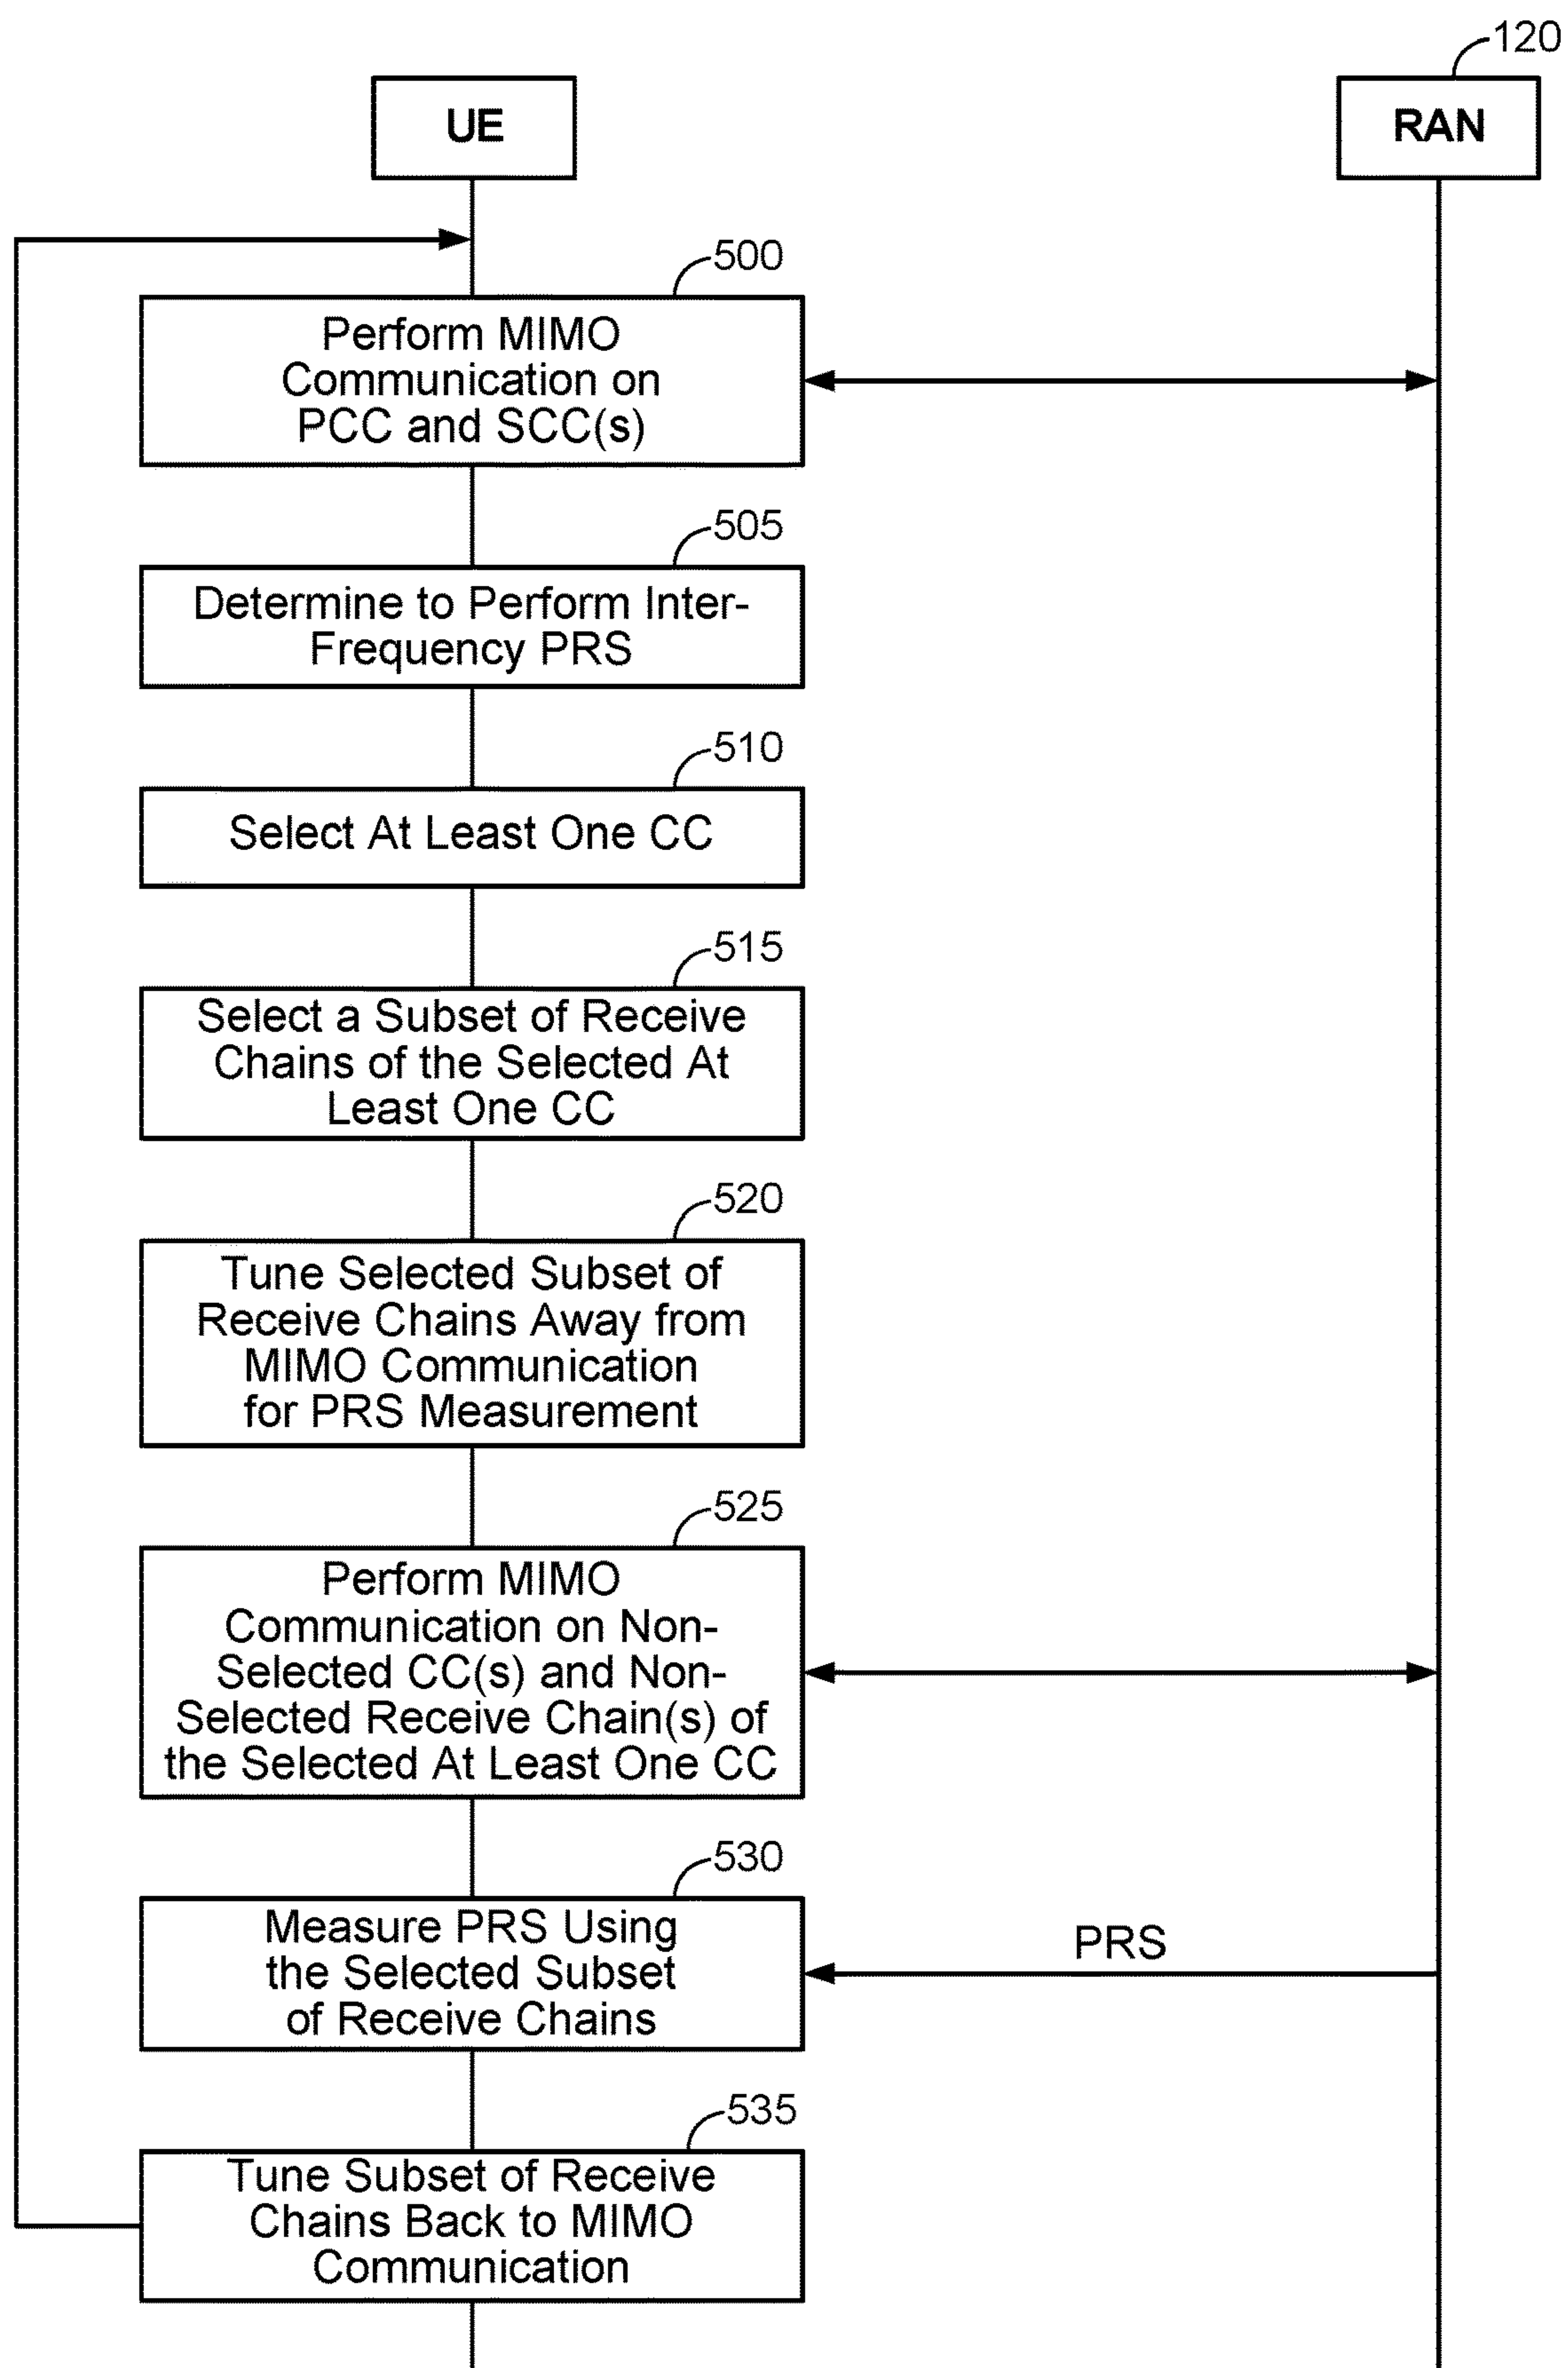 120
UE
RAN
500
Perform MIMO
Communication on
PCC and SCC(s)
505
Determine to Perform Inter-
Frequency PRS
510
Select At Least One CC
515
Select a Subset of Receive
Chains of the Selected At
Least One CC
520
Tune Selected Subset of
Receive Chains Away from
MIMO Communication
for PRS Measurement
525
Perform MIMO
Communication on Non-
Selected CC(s) and Non-
Selected Receive Chain(s) of
the Selected At Least One CC
530
Measure PRS Using
the Selected Subset
of Receive Chains
PRS
535
Tune Subset of Receive
Chains Back to MIMO
Communication